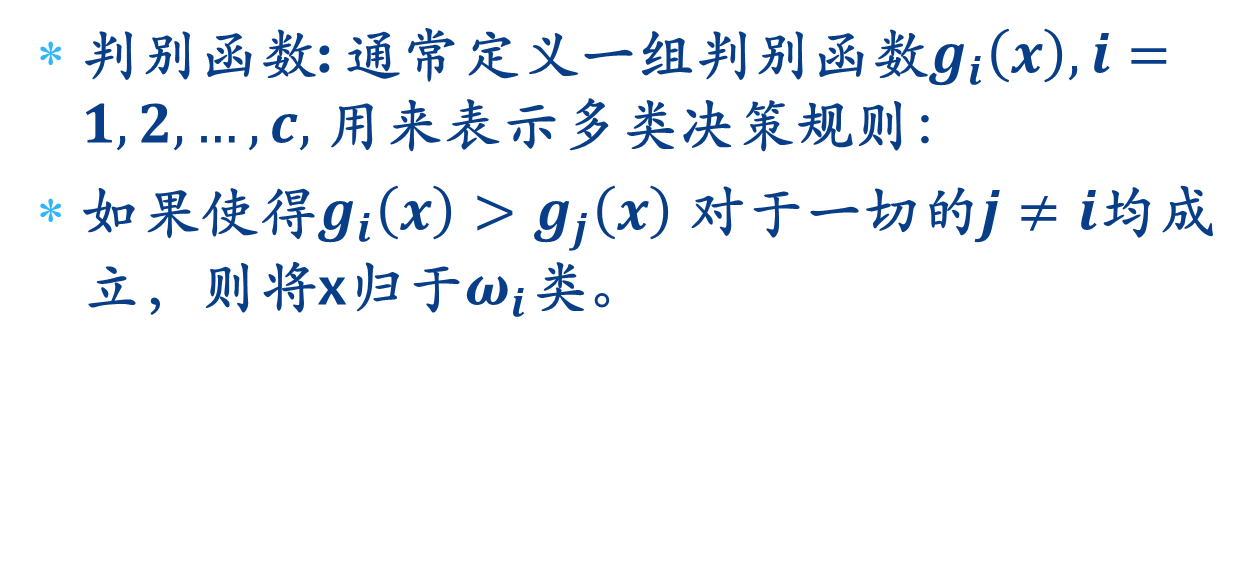 * 判别函数: 通常定义一组判别函数𝒈ᵢ(𝒙), 𝒊 =
𝟏, 𝟐, … , 𝒄, 用来表示多类决策规则：
* 如果使得𝒈ᵢ(𝒙) > 𝒈ⱼ(𝒙) 对于一切的𝒋 ≠ 𝒊均成
立，则将x归于𝝎ᵢ类。